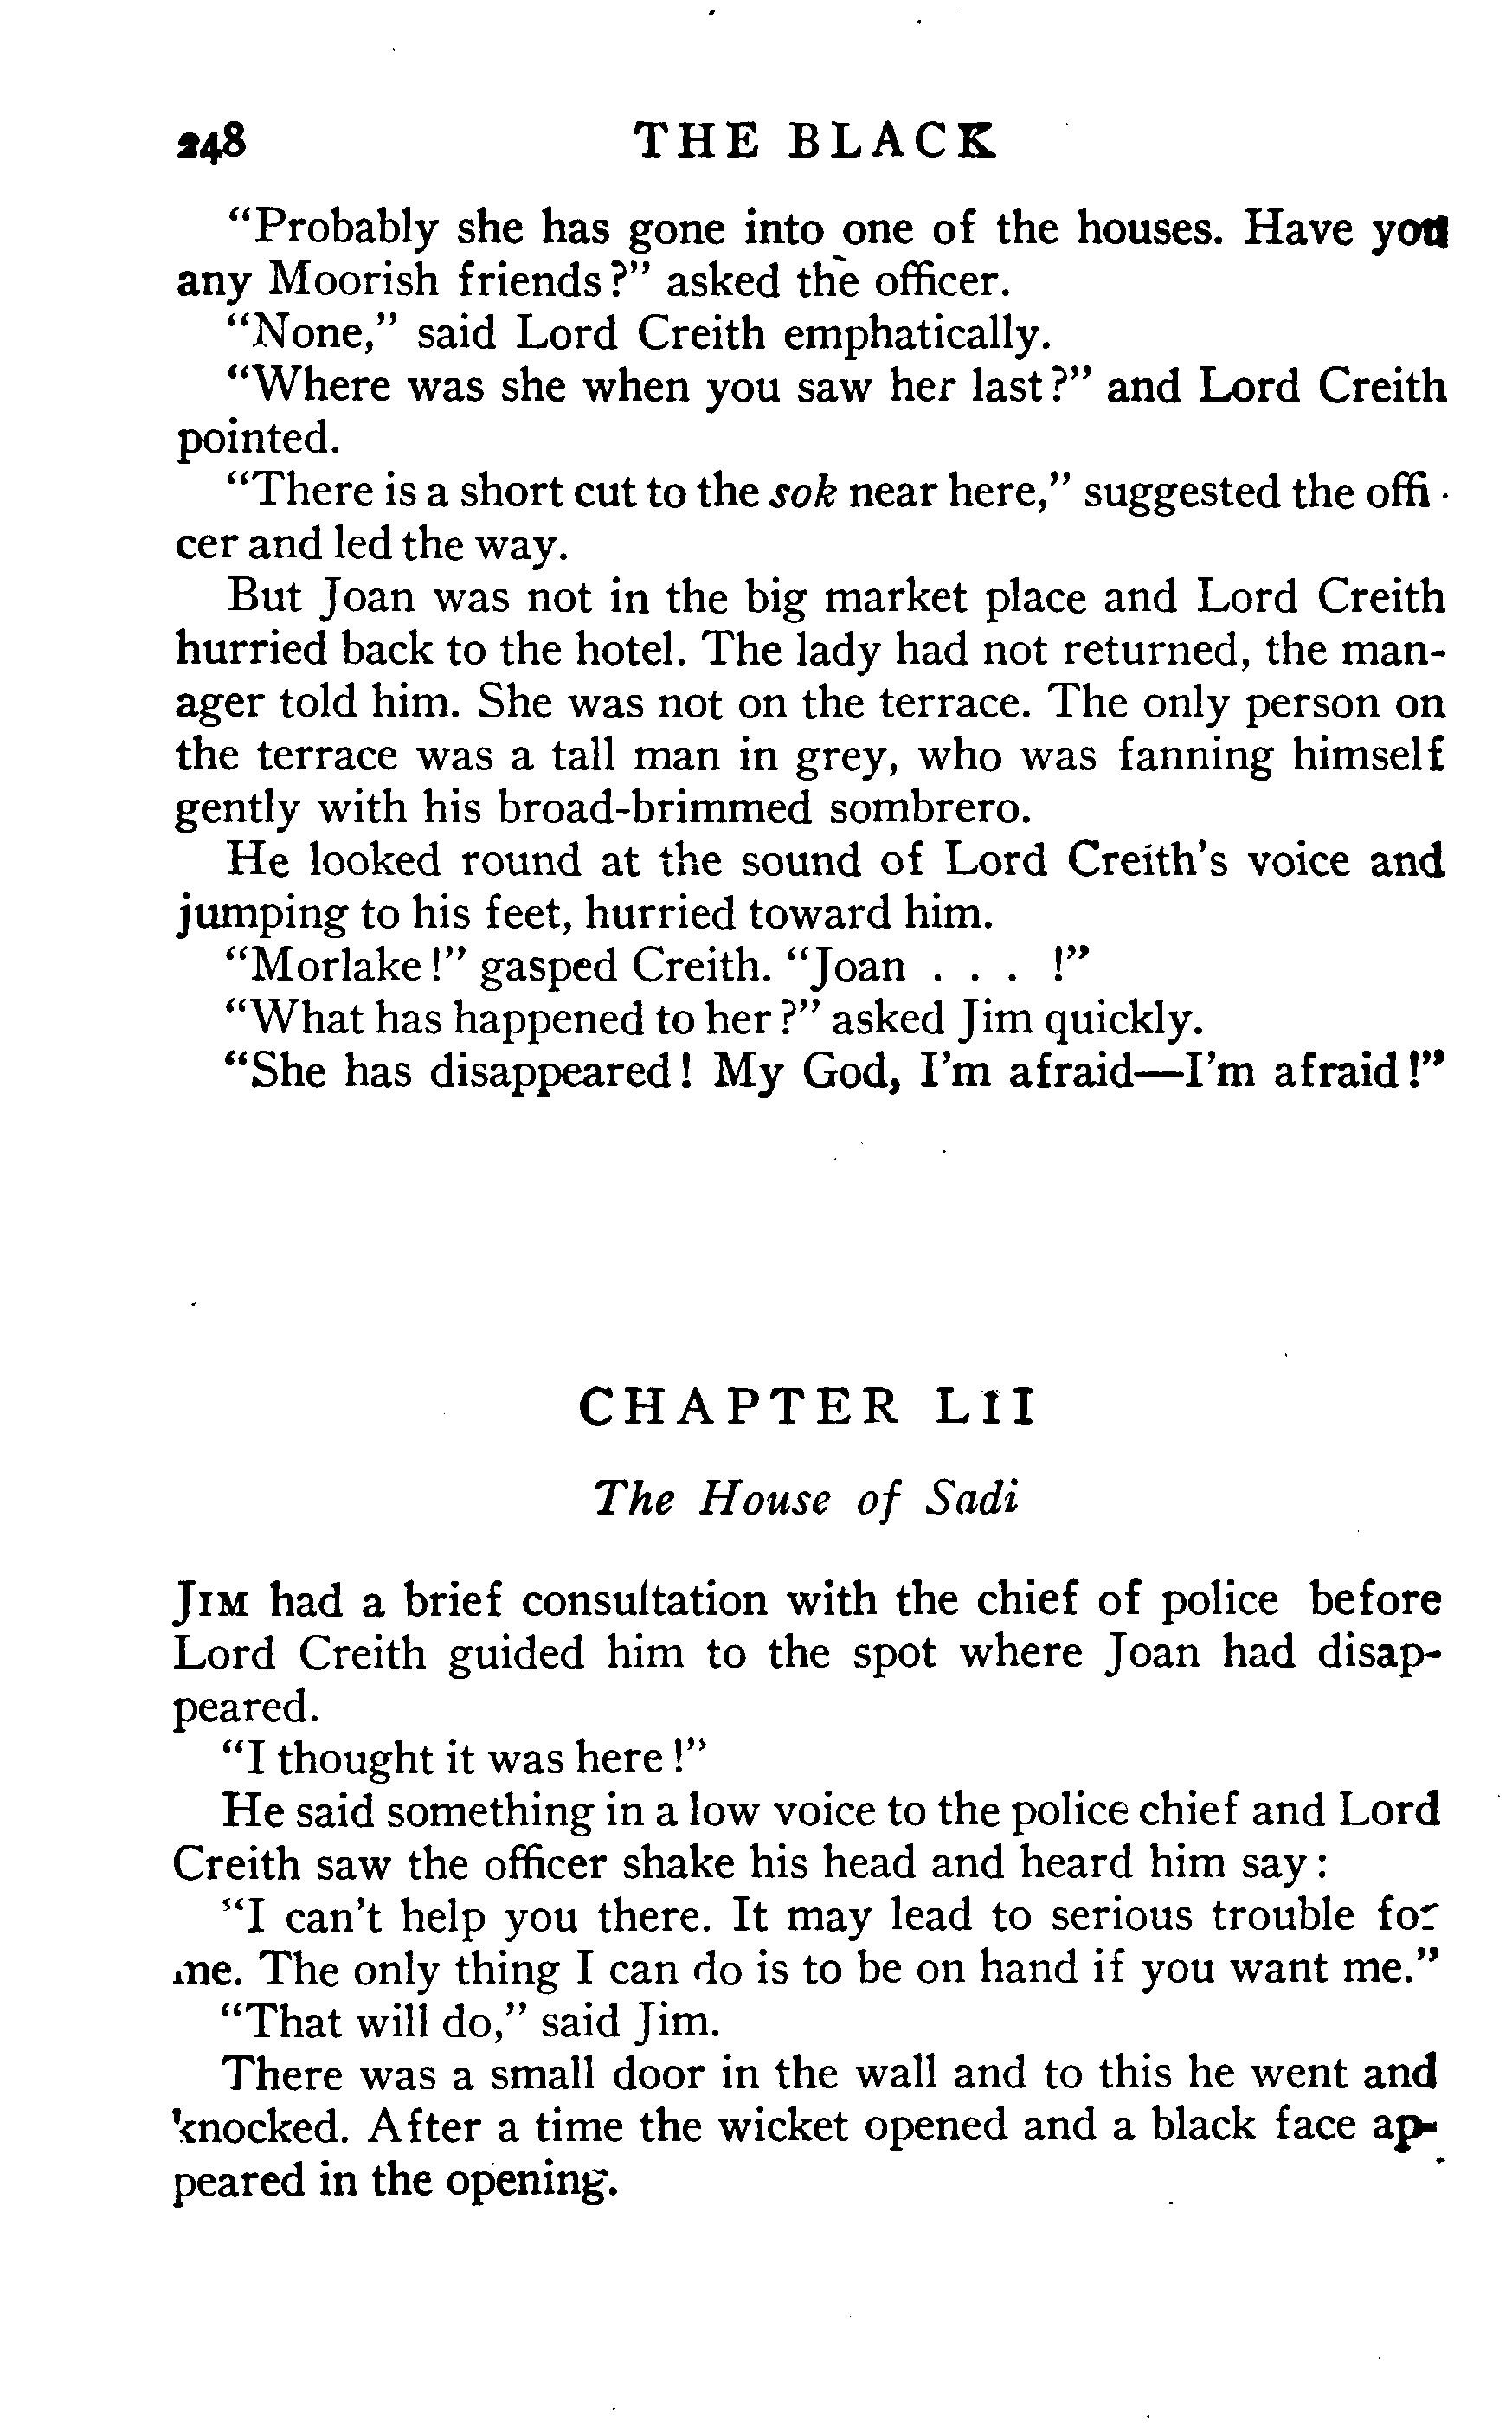 248 THE BLACK
“Probably she has gone into one of the houses. Have you
any Moorish friends?” asked the officer.
“None,” said Lord Creith emphatically.
“Where was she when you saw her last?” and Lord Creith
pointed.
“There is a short cut to the sok near here,” suggested the offi-
cer and led the way.
But Joan was not in the big market place and Lord Creith
hurried back to the hotel. The lady had not returned, the man-
ager told him. She was not on the terrace. The only person on
the terrace was a tall man in grey, who was fanning himself
gently with his broad-brimmed sombrero.
He looked round at the sound of Lord Creith’s voice and
jumping to his feet, hurried toward him.
“Morlake!” gasped Creith. “Joan . . . !”
“What has happened to her?” asked Jim quickly.
“She has disappeared! My God, I’m afraid—I’m afraid!”
CHAPTER LII
The House of Sadi
JIM had a brief consultation with the chief of police before
Lord Creith guided him to the spot where Joan had disap-
peared.
“I thought it was here!”
He said something in a low voice to the police chief and Lord
Creith saw the officer shake his head and heard him say:
“I can’t help you there. It may lead to serious trouble for
me. The only thing I can do is to be on hand if you want me.”
“That will do,” said Jim.
There was a small door in the wall and to this he went and
knocked. After a time the wicket opened and a black face ap-
peared in the opening.